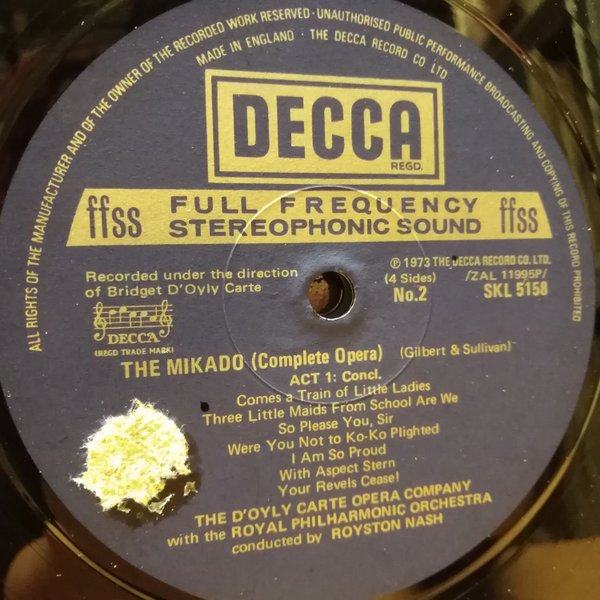 ALL RIGHTS OF THE MANUFACTURER AND OF THE OWNER OF THE RECORDED WORK RESERVED · UNAUTHORISED PUBLIC PERFORMANCE BROADCASTING AND COPYING OF THIS RECORD PROHIBITED
MADE IN ENGLAND · THE DECCA RECORD CO LTD
DECCA
REGD.
ffss FULL FREQUENCY ffss
STEREOPHONIC SOUND
Recorded under the direction
of Bridget D'Oyly Carte
℗ 1973 THE DECCA RECORD CO. LTD.
(4 Sides) /ZAL 11995P/
No.2 SKL 5158
DECCA
(REGD TRADE MARK)
THE MIKADO (Complete Opera) (Gilbert & Sullivan)
ACT 1: Concl.
Comes a Train of Little Ladies
Three Little Maids From School Are We
So Please You, Sir
Were You Not to Ko-Ko Plighted
I Am So Proud
With Aspect Stern
Your Revels Cease!
THE D'OYLY CARTE OPERA COMPANY
with the ROYAL PHILHARMONIC ORCHESTRA
conducted by ROYSTON NASH